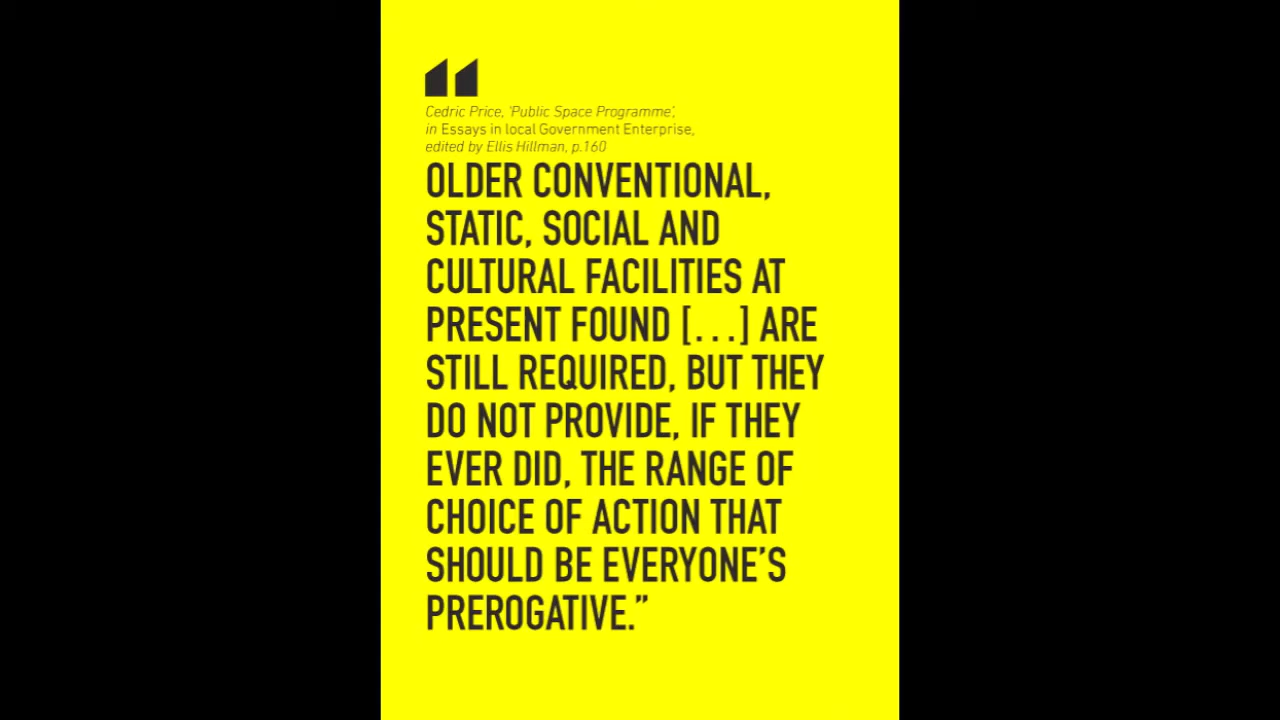 “
Cedric Price, ‘Public Space Programme’,
in Essays in local Government Enterprise,
edited by Ellis Hillman, p.160
OLDER CONVENTIONAL,
STATIC, SOCIAL AND
CULTURAL FACILITIES AT
PRESENT FOUND [...] ARE
STILL REQUIRED, BUT THEY
DO NOT PROVIDE, IF THEY
EVER DID, THE RANGE OF
CHOICE OF ACTION THAT
SHOULD BE EVERYONE’S
PREROGATIVE.”